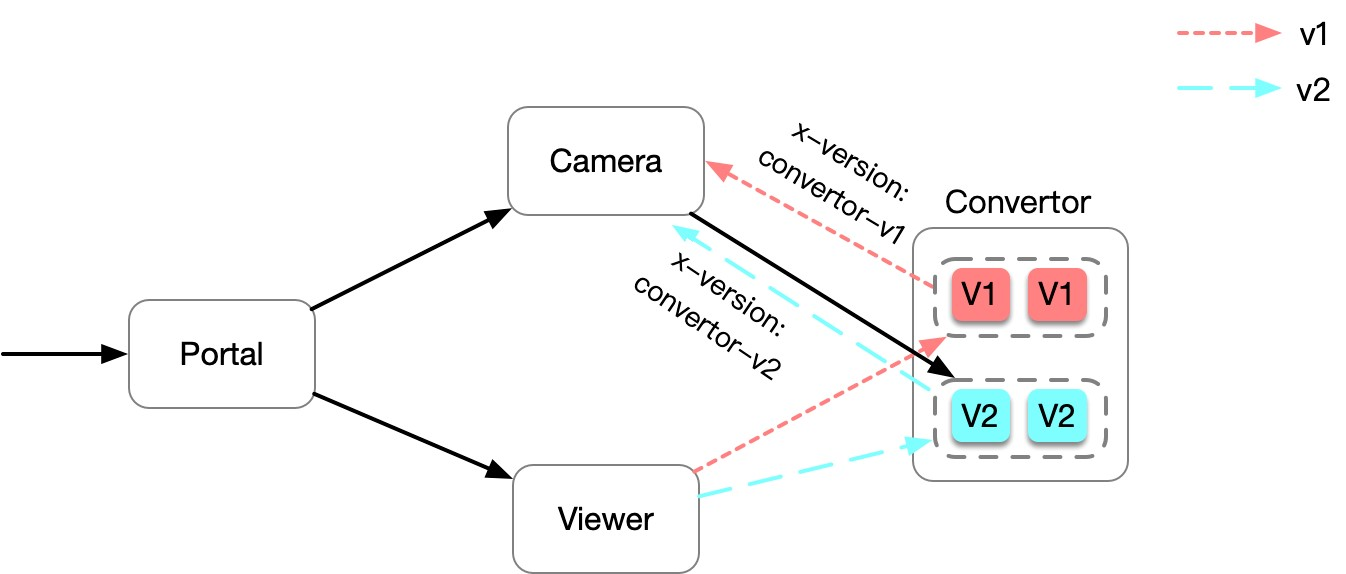 v1
v2
Camera
x-version:
convertor-v1
Convertor
V1 V1
x-version:
convertor-v2
Portal
V2 V2
Viewer